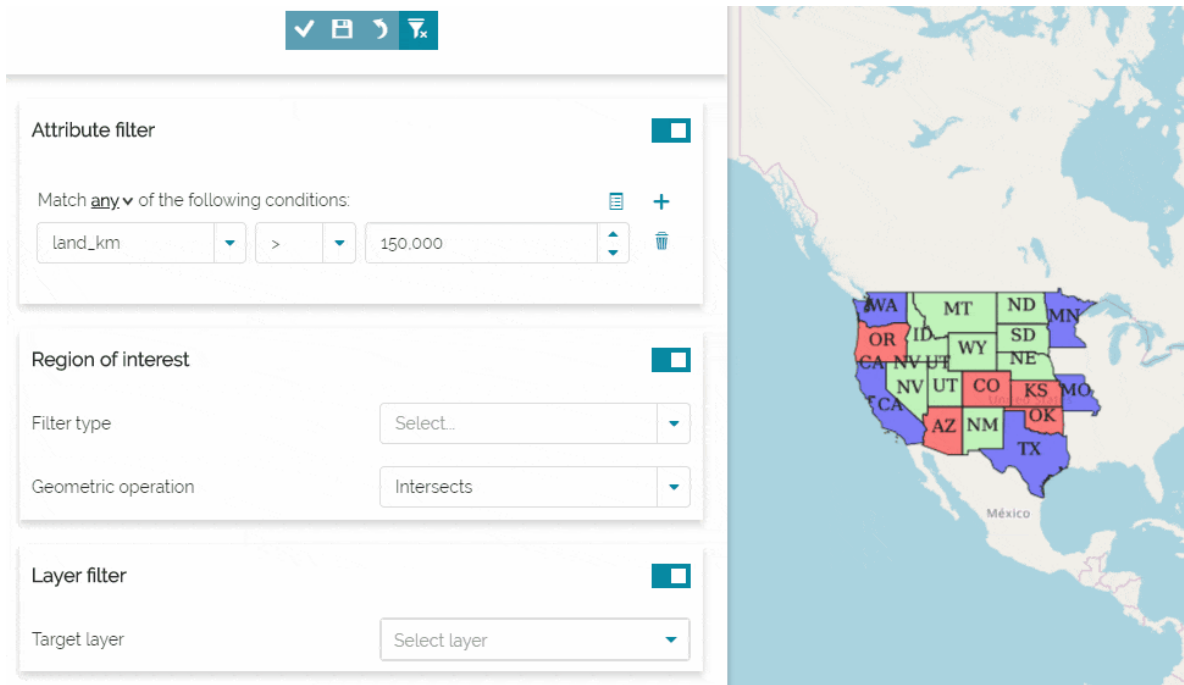 Attribute filter
Match any of the following conditions:
land_km > 150,000
Region of interest
Filter type Select...
Geometric operation Intersects
Layer filter
Target layer Select layer
WA MT ND MN
OR ID SD
WY
CA NV UT NE
NV UT CO KS MO
United States
CA OK
AZ NM
TX
México